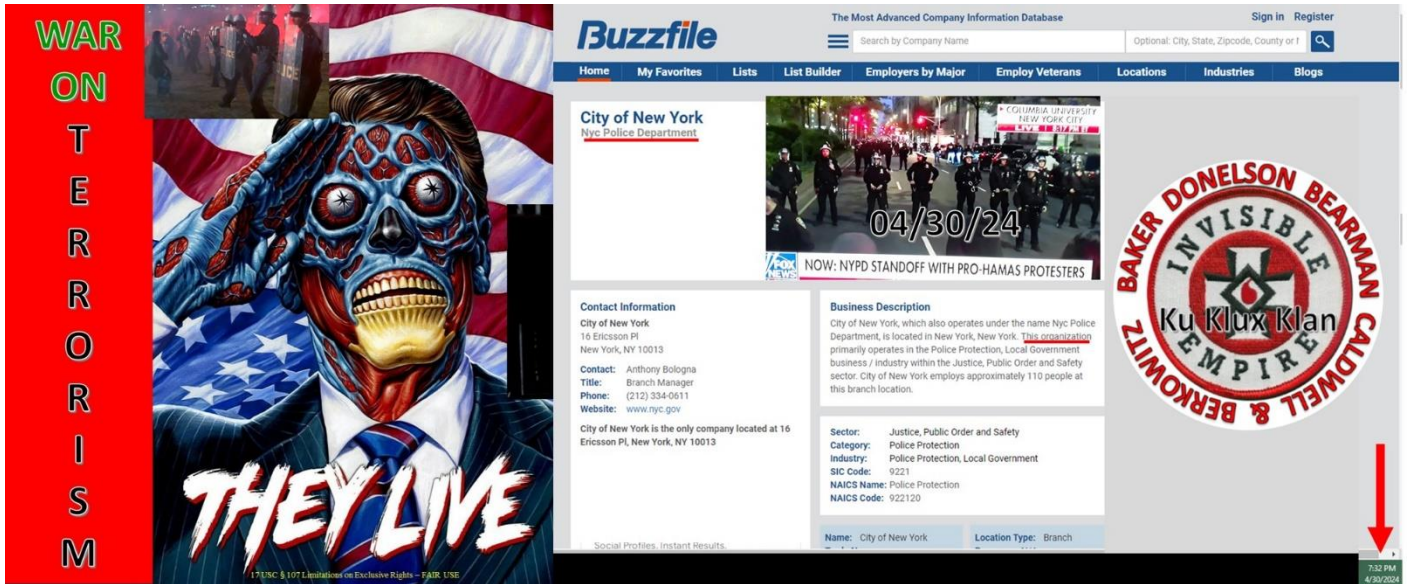 WAR
ON
T
E
R
R
O
R
I
S
M
POLICE
THEY LIVE
17 USC § 107 Limitations on Exclusive Rights – FAIR USE
The Most Advanced Company Information Database
Sign in Register
Buzzfile
Search by Company Name
Optional: City, State, Zipcode, County or
Home My Favorites Lists List Builder Employers by Major Employ Veterans Locations Industries Blogs
City of New York
Nyc Police Department
COLUMBIA UNIVERSITY
NEW YORK CITY
LIVE 8:17 PM ET
04/30/24
FOX
NEWS
NOW: NYPD STANDOFF WITH PRO-HAMAS PROTESTERS
Contact Information
City of New York
16 Ericsson Pl
New York, NY 10013
Contact: Anthony Bologna
Title: Branch Manager
Phone: (212) 334-0611
Website: www.nyc.gov
City of New York is the only company located at 16
Ericsson Pl, New York, NY 10013
Social Profiles. Instant Results.
Business Description
City of New York, which also operates under the name Nyc Police
Department, is located in New York, New York. This organization
primarily operates in the Police Protection, Local Government
business / industry within the Justice, Public Order and Safety
sector. City of New York employs approximately 110 people at
this branch location.
Sector: Justice, Public Order and Safety
Category: Police Protection
Industry: Police Protection, Local Government
SIC Code: 9221
NAICS Name: Police Protection
NAICS Code: 922120
Name: City of New York
Location Type: Branch
BAKER DONELSON BEARMAN CALDWELL & BERKOWITZ
INVISIBLE
Ku Klux Klan
EMPIRE
7:32 PM
4/30/2024